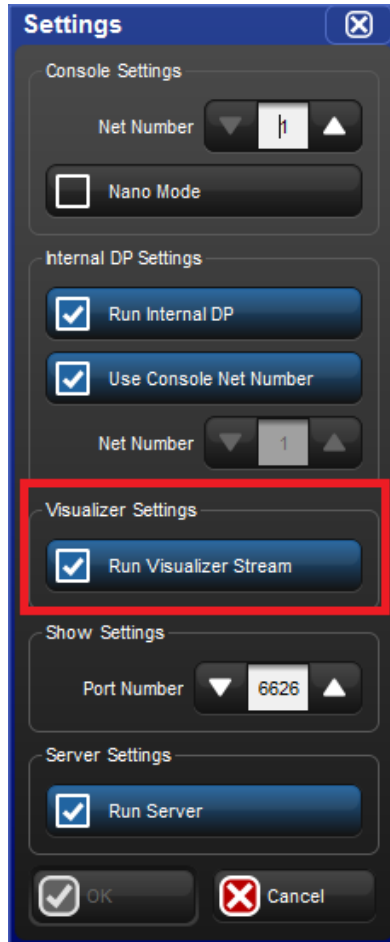 Settings
Console Settings
Net Number 1
Nano Mode
Internal DP Settings
Run Internal DP
Use Console Net Number
Net Number 1
Visualizer Settings
Run Visualizer Stream
Show Settings
Port Number 6626
Server Settings
Run Server
OK Cancel